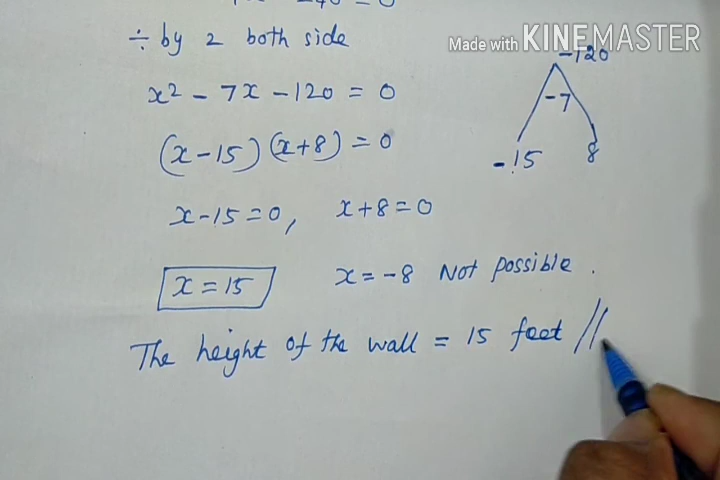 ÷ by 2 both side
Made with KINEMASTER
-120
x² - 7x - 120 = 0
-7
(x-15)(x+8)=0
-15 8
x-15=0, x+8=0
x=15 x=-8 Not possible.
The height of the wall = 15 feet //